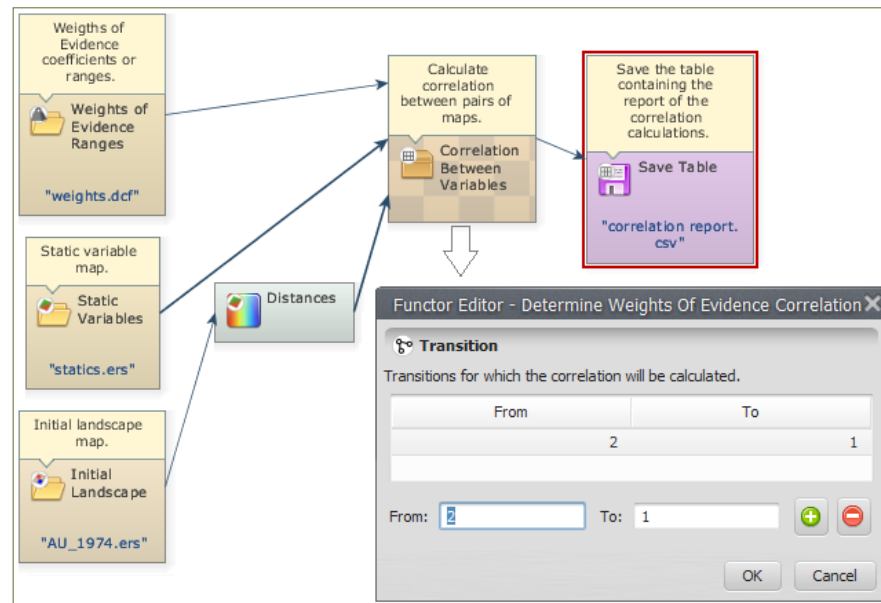 Weigths of
Evidence
coefficients or
ranges.
Weights of
Evidence
Ranges
"weights.dcf"
Static variable
map.
Static
Variables
"statics.ers"
Initial landscape
map.
Initial
Landscape
"AU_1974.ers"
Distances
Calculate
correlation
between pairs of
maps.
Correlation
Between
Variables
Save the table
containing the
report of the
correlation
calculations.
Save Table
"correlation report.
csv"
Functor Editor - Determine Weights Of Evidence Correlation
Transition
Transitions for which the correlation will be calculated.
From To
2 1
From: 2 To: 1
OK Cancel